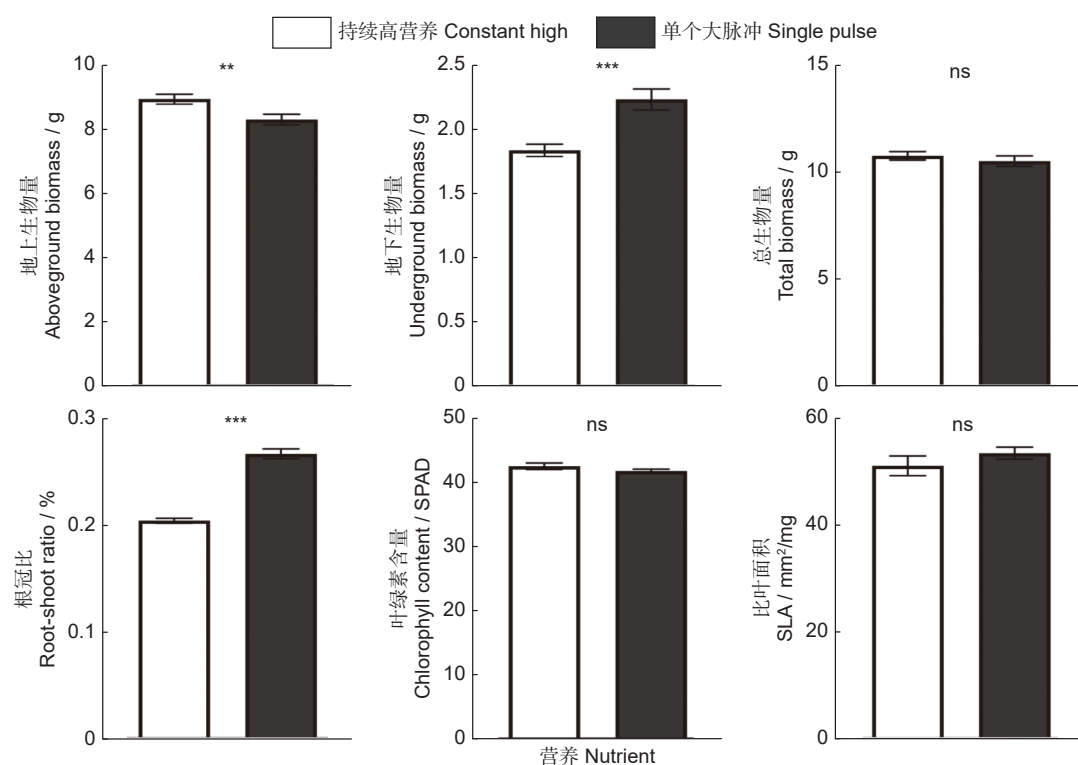 持续高营养 Constant high
单个大脉冲 Single pulse
地上生物量
Aboveground biomass / g
10
8
6
4
2
0
**
地下生物量
Underground biomass / g
2.5
2.0
1.5
1.0
0.5
0
***
总生物量
Total biomass / g
15
10
5
0
ns
根冠比
Root-shoot ratio / %
0.3
0.2
0.1
0
***
叶绿素含量
Chlorophyll content / SPAD
50
40
30
20
10
0
ns
比叶面积
SLA / mm²/mg
60
40
20
0
ns
营养 Nutrient